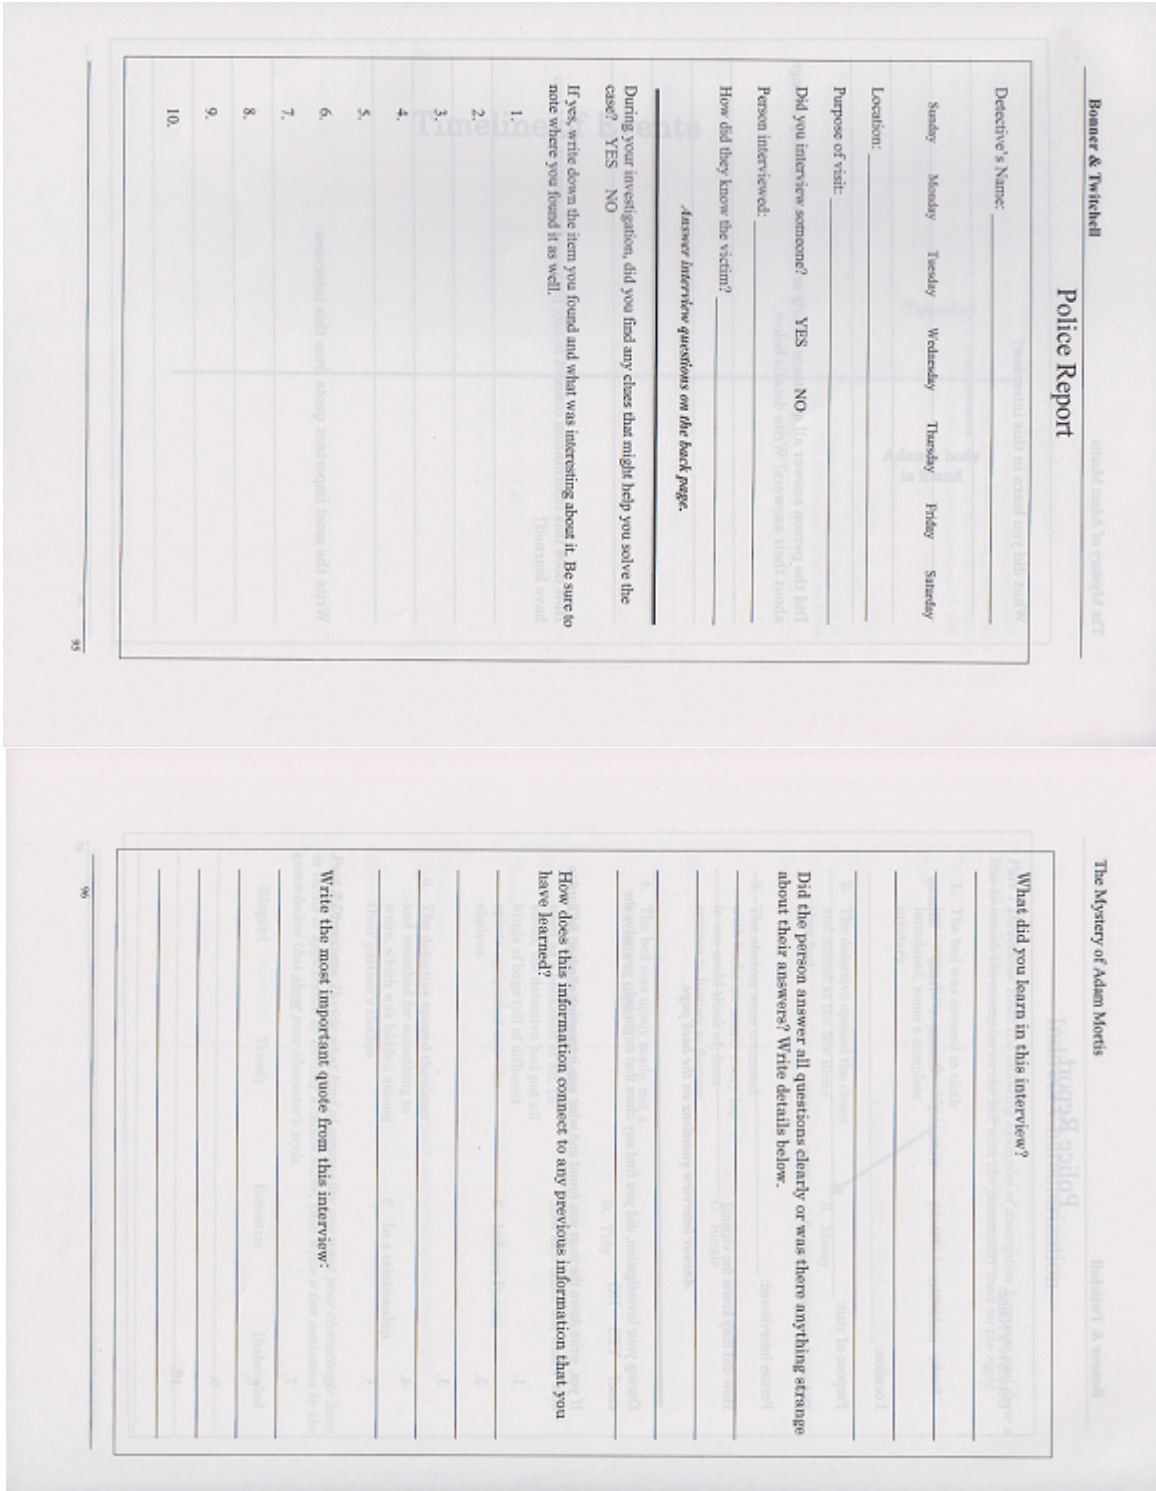 Bonner & Twitchell
Police Report
Detective's Name:
Sunday Monday Tuesday Wednesday Thursday Friday Saturday
Location:
Purpose of visit:
Did you interview someone? YES NO
Person interviewed:
How did they know the victim?
Answer interview questions on the back page.
During your investigation, did you find any clues that might help you solve the
case? YES NO
If yes, write down the item you found and what was interesting about it. Be sure to
note where you found it as well.
1.
2.
3.
4.
5.
6.
7.
8.
9.
10.
95
The Mystery of Adam Mortis
What did you learn in this interview?
Did the person answer all questions clearly or was there anything strange
about their answers? Write details below.
How does this information connect to any previous information that you
have learned?
Write the most important quote from this interview:
96